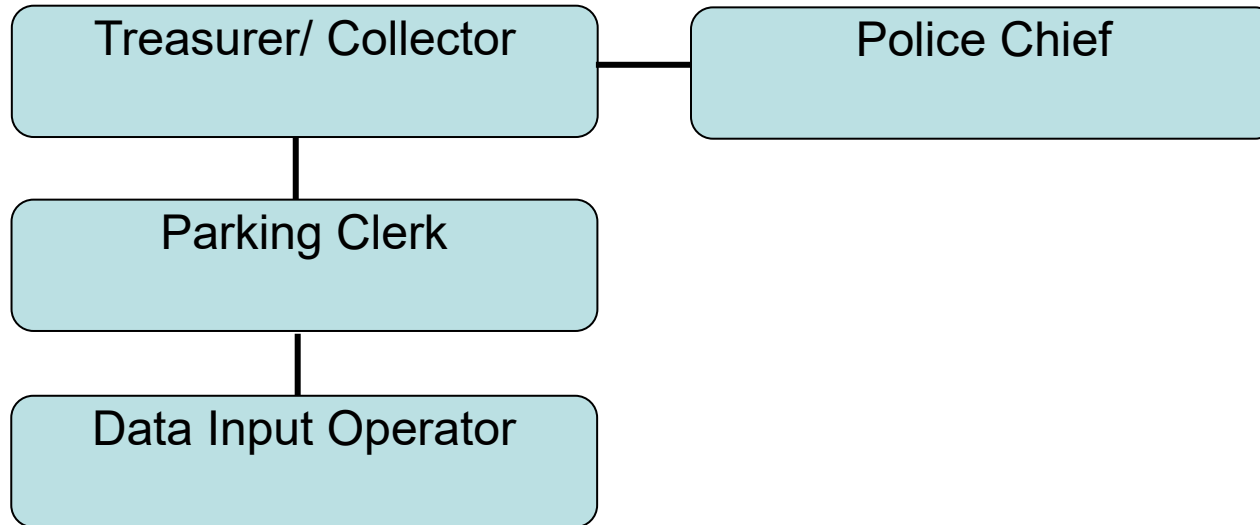 Treasurer/ Collector
Police Chief
Parking Clerk
Data Input Operator